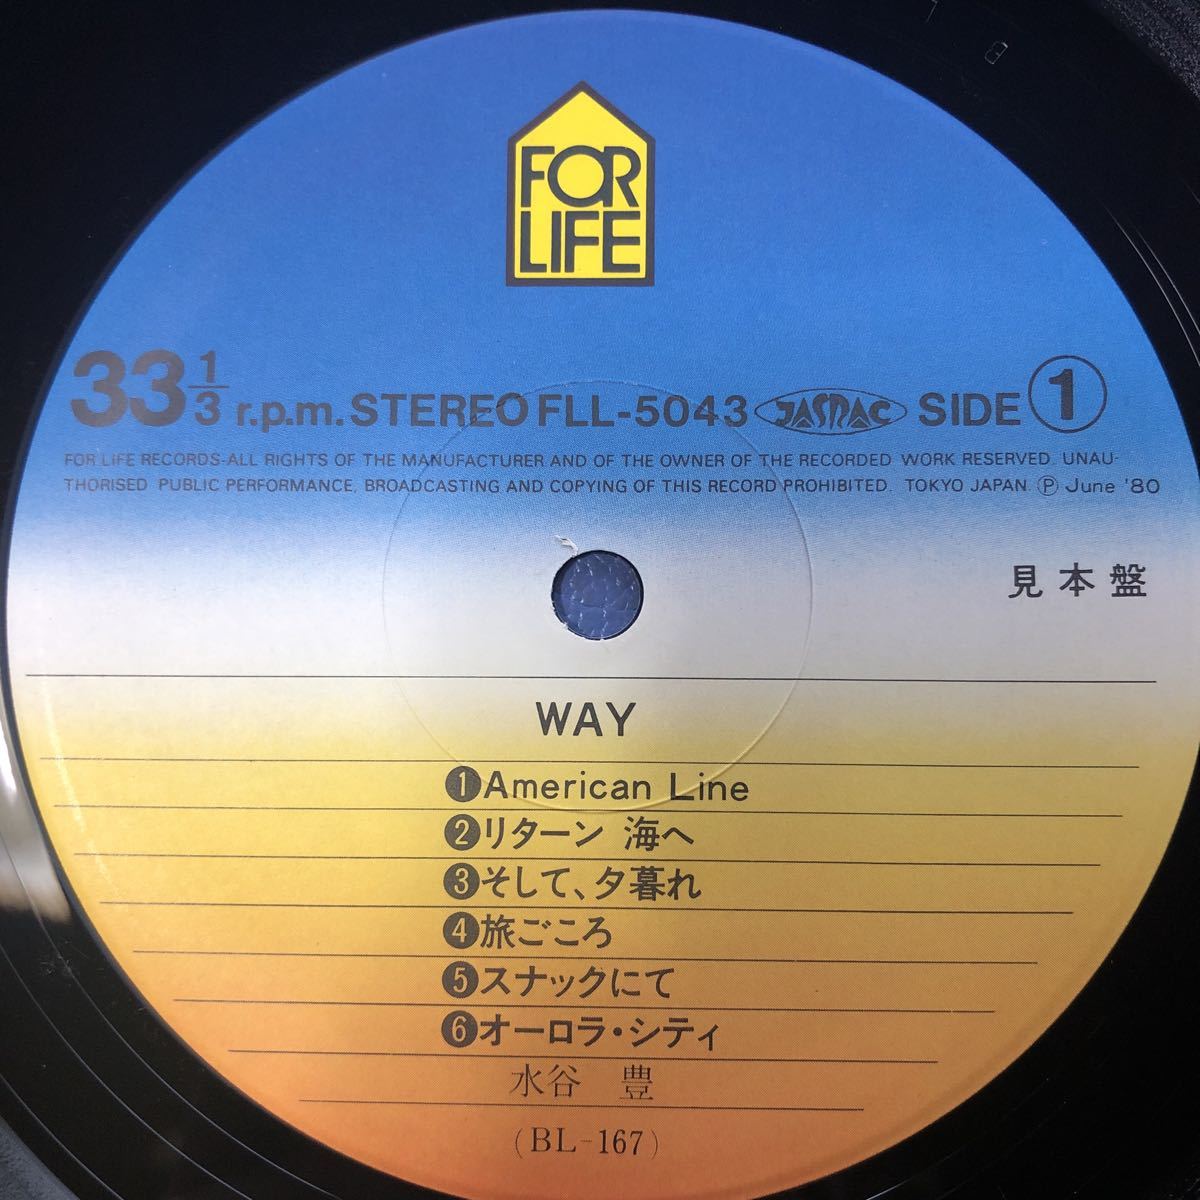 FOR
LIFE
33 1/3 r.p.m. STEREO FLL-5043 JASRAC SIDE 1
FOR LIFE RECORDS-ALL RIGHTS OF THE MANUFACTURER AND OF THE OWNER OF THE RECORDED WORK RESERVED. UNAU-
THORISED PUBLIC PERFORMANCE, BROADCASTING AND COPYING OF THIS RECORD PROHIBITED. TOKYO JAPAN Ⓟ June '80
見本盤
WAY
❶American Line
❷リターン 海へ
❸そして、夕暮れ
❹旅ごころ
❺スナックにて
❻オーロラ・シティ
水谷 豊
(BL-167)